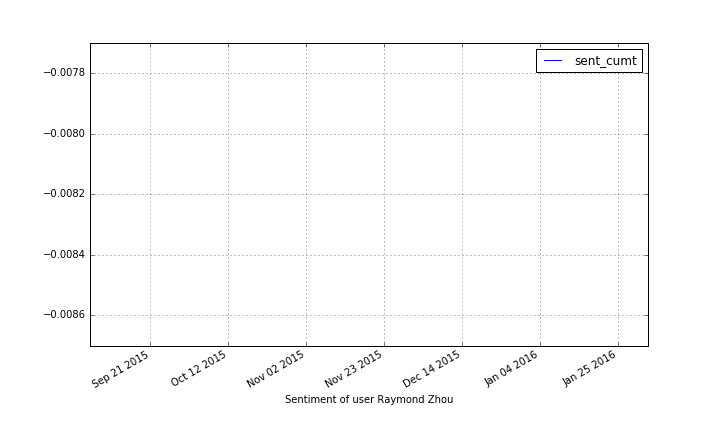 sent_cumt
−0.0078
−0.0080
−0.0082
−0.0084
−0.0086
Sep 21 2015
Oct 12 2015
Nov 02 2015
Nov 23 2015
Dec 14 2015
Jan 04 2016
Jan 25 2016
Sentiment of user Raymond Zhou